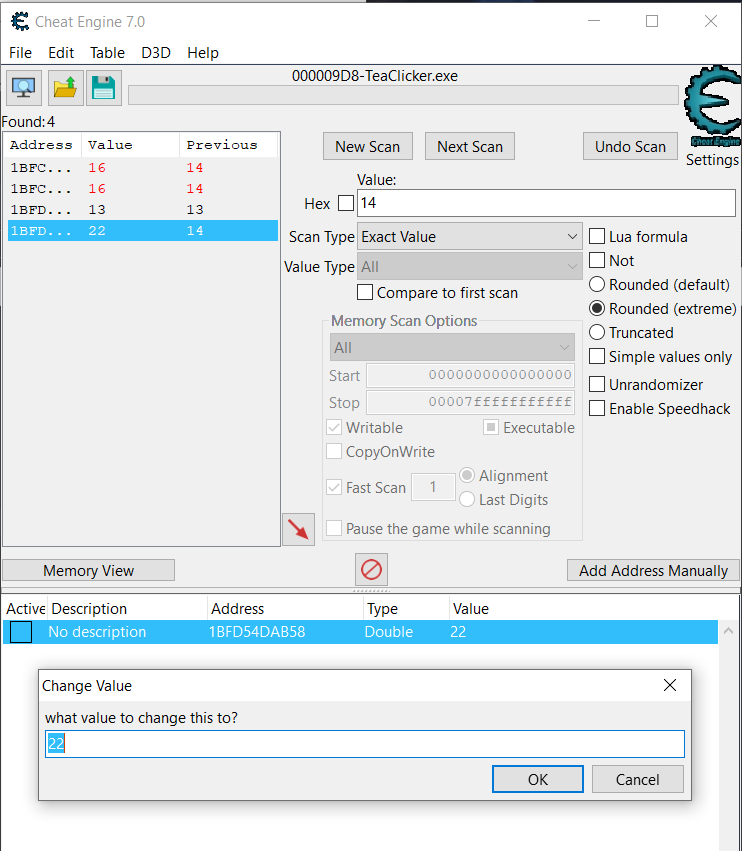 Cheat Engine 7.0
File Edit Table D3D Help
000009D8-TeaClicker.exe
Found:4
Address Value Previous
1BFC... 16 14
1BFC... 16 14
1BFD... 13 13
1BFD... 22 14
New Scan Next Scan Undo Scan
Cheat Engine
Settings
Value:
Hex 14
Scan Type Exact Value
Value Type All
Compare to first scan
Lua formula
Not
Rounded (default)
Rounded (extreme)
Truncated
Simple values only
Unrandomizer
Enable Speedhack
Memory Scan Options
All
Start 0000000000000000
Stop 00007fffffffffff
Writable Executable
CopyOnWrite
Fast Scan 1 Alignment
Last Digits
Pause the game while scanning
Memory View Add Address Manually
Active Description Address Type Value
No description 1BFD54DAB58 Double 22
Change Value
what value to change this to?
22
OK Cancel